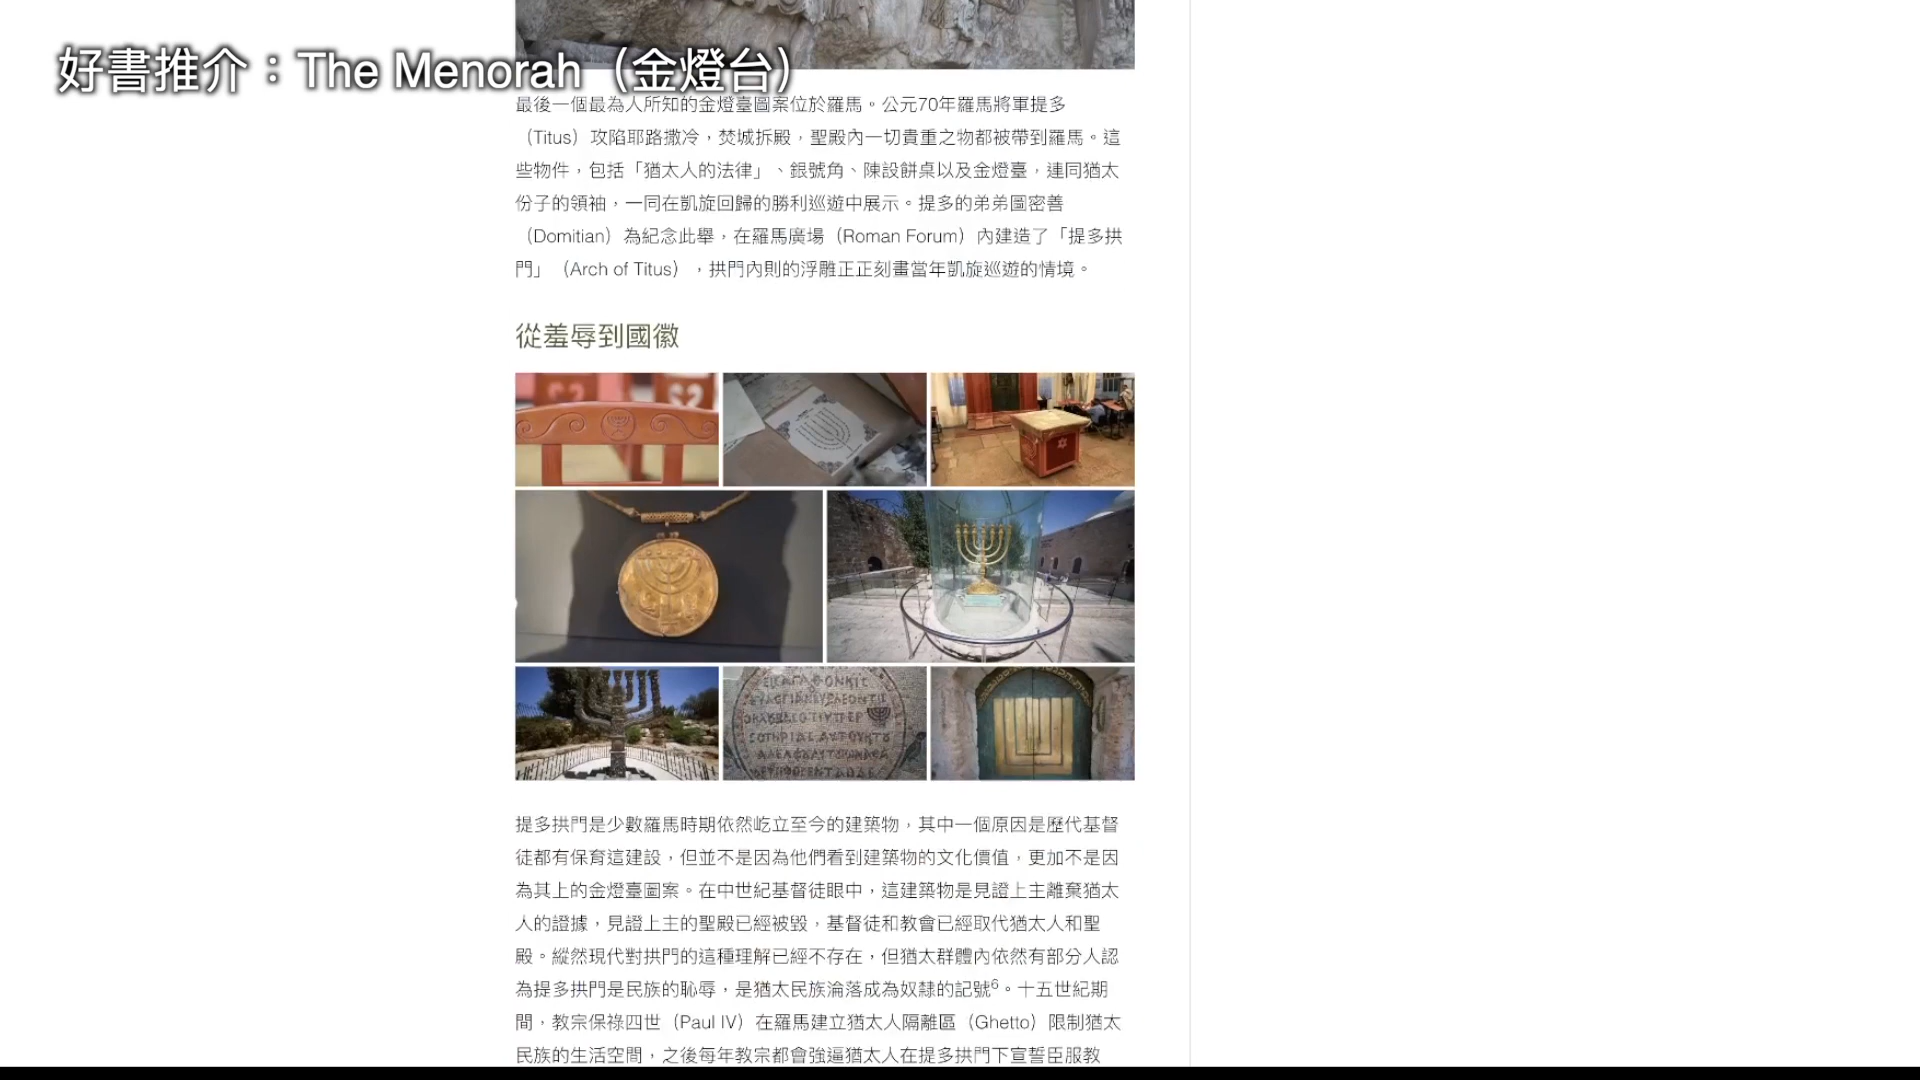 好書推介：The Menorah（金燈台）
最後一個最為人所知的金燈臺圖案位於羅馬。公元70年羅馬將軍提多
（Titus）攻陷耶路撒冷，焚城拆殿，聖殿內一切貴重之物都被帶到羅馬。這
些物件，包括「猶太人的法律」、銀號角、陳設餅桌以及金燈臺，連同猶太
份子的領袖，一同在凱旋回歸的勝利巡遊中展示。提多的弟弟圖密善
（Domitian）為紀念此舉，在羅馬廣場（Roman Forum）內建造了「提多拱
門」（Arch of Titus），拱門內則的浮雕正正刻畫當年凱旋巡遊的情境。
從羞辱到國徽
提多拱門是少數羅馬時期依然屹立至今的建築物，其中一個原因是歷代基督
徒都有保育這建設，但並不是因為他們看到建築物的文化價值，更加不是因
為其上的金燈臺圖案。在中世紀基督徒眼中，這建築物是見證上主離棄猶太
人的證據，見證上主的聖殿已經被毀，基督徒和教會已經取代猶太人和聖
殿。縱然現代對拱門的這種理解已經不存在，但猶太群體內依然有部分人認
為提多拱門是民族的恥辱，是猶太民族淪落成為奴隸的記號6。十五世紀期
間，教宗保祿四世（Paul IV）在羅馬建立猶太人隔離區（Ghetto）限制猶太
民族的生活空間，之後每年教宗都會強逼猶太人在提多拱門下宣誓臣服教